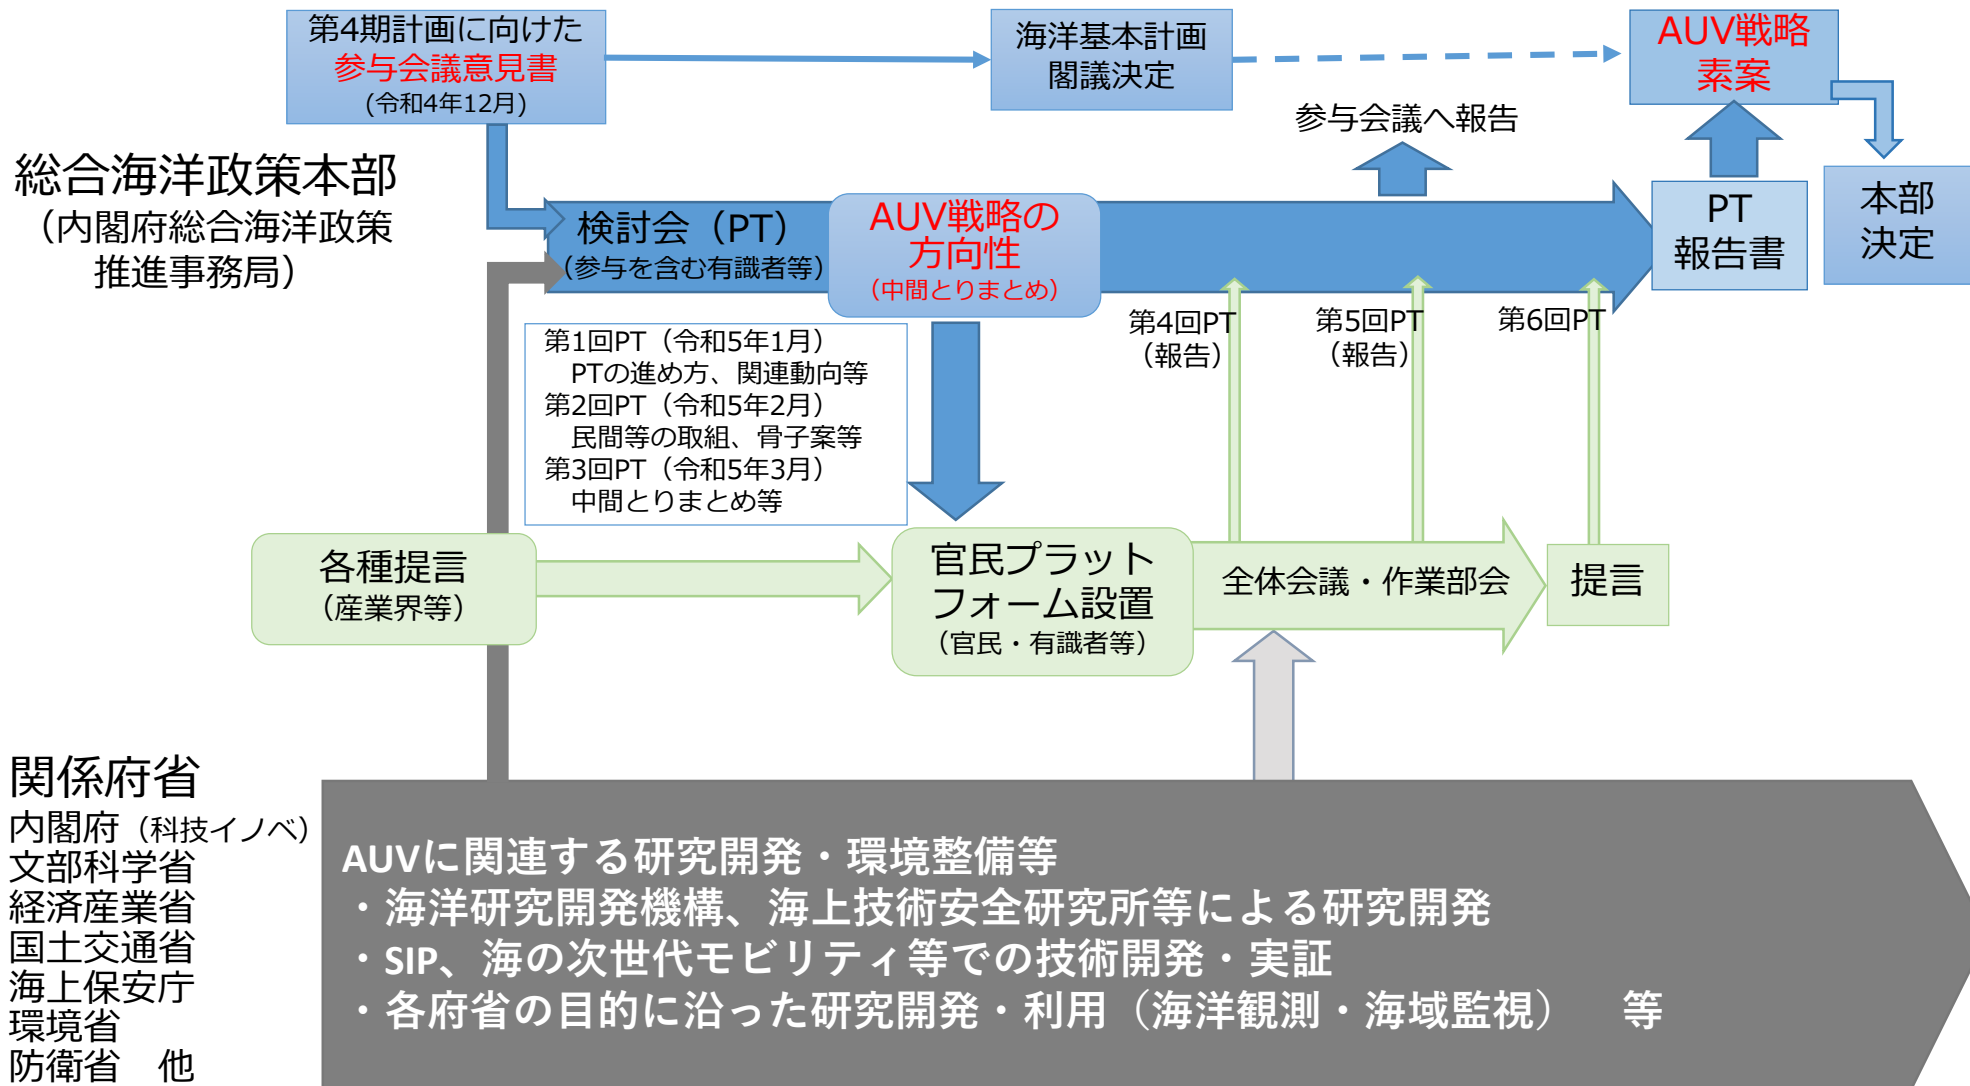 第4期計画に向けた
参与会議意見書
(令和4年12月)
海洋基本計画
閣議決定
AUV戦略
素案
参与会議へ報告
総合海洋政策本部
（内閣府総合海洋政策
推進事務局）
検討会（PT）
（参与を含む有識者等）
AUV戦略の
方向性
（中間とりまとめ）
PT
報告書
本部
決定
第1回PT（令和5年1月）
PTの進め方、関連動向等
第2回PT（令和5年2月）
民間等の取組、骨子案等
第3回PT（令和5年3月）
中間とりまとめ等
第4回PT
（報告）
第5回PT
（報告）
第6回PT
各種提言
（産業界等）
官民プラット
フォーム設置
（官民・有識者等）
全体会議・作業部会
提言
関係府省
内閣府（科技イノベ）
文部科学省
経済産業省
国土交通省
海上保安庁
環境省
防衛省　他
AUVに関連する研究開発・環境整備等
・海洋研究開発機構、海上技術安全研究所等による研究開発
・SIP、海の次世代モビリティ等での技術開発・実証
・各府省の目的に沿った研究開発・利用（海洋観測・海域監視）　等